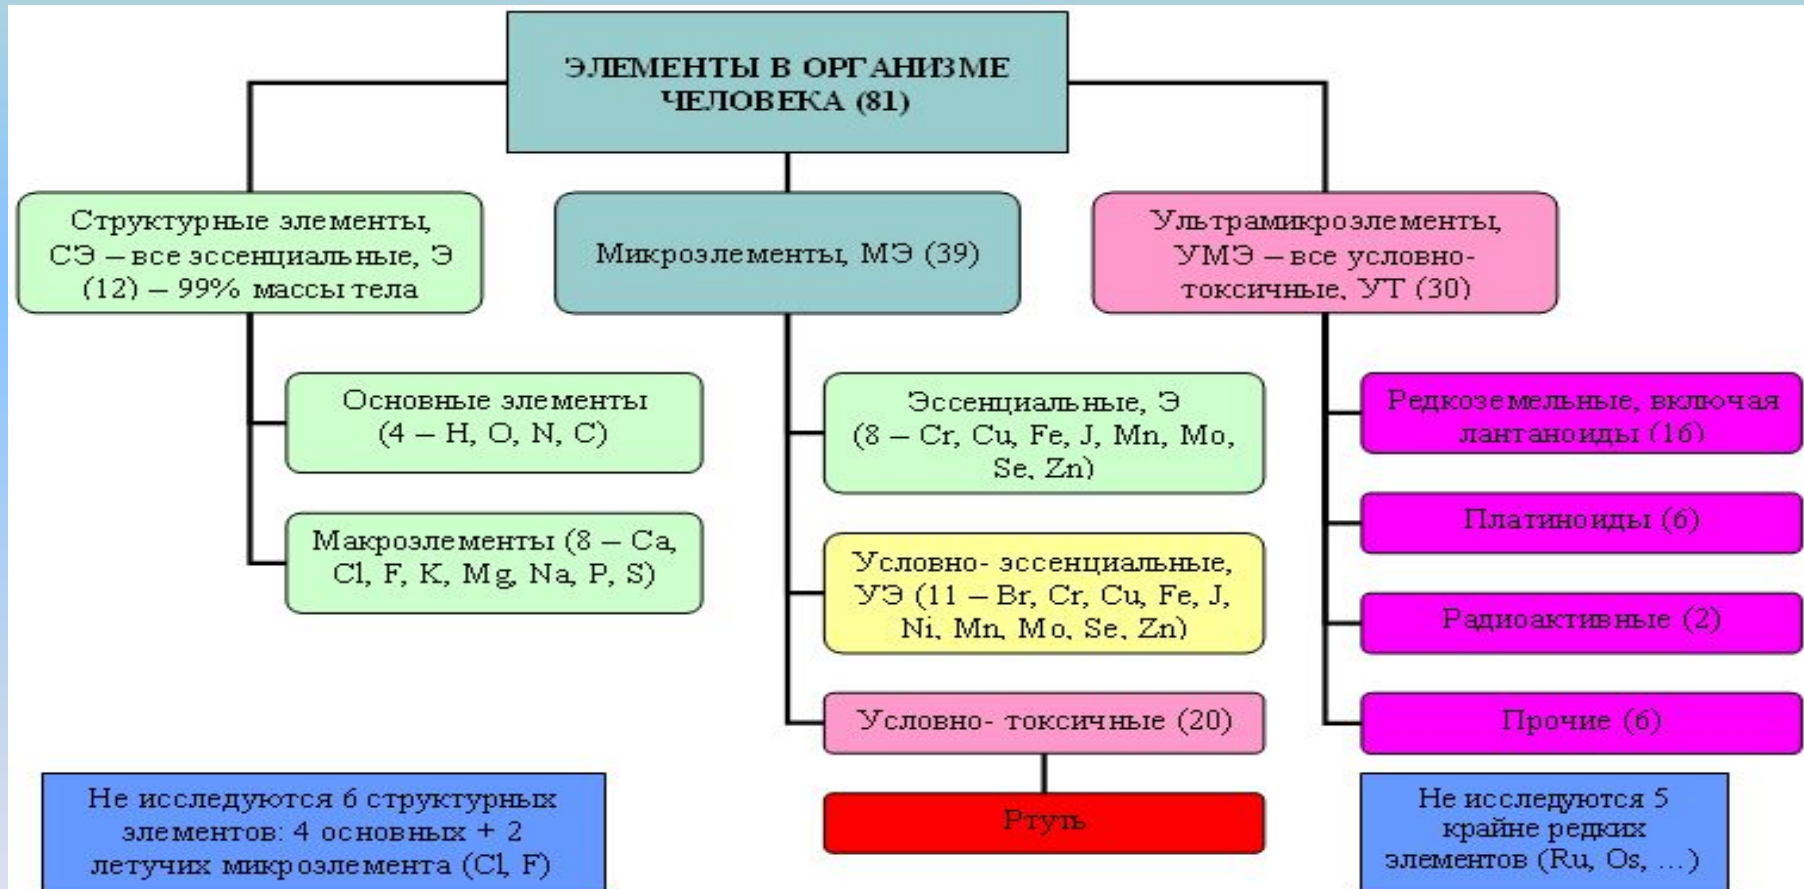 ЭЛЕМЕНТЫ В ОРГАНИЗМЕ
ЧЕЛОВЕКА (81)
Структурные элементы,
СЭ – все эссенциальные, Э
(12) – 99% массы тела
Микроэлементы, МЭ (39)
Ультрамикроэлементы,
УМЭ – все условно-
токсичные, УТ (30)
Основные элементы
(4 – H, O, N, C)
Макроэлементы (8 – Ca,
Cl, F, K, Mg, Na, P, S)
Эссенциальные, Э
(8 – Cr, Cu, Fe, J, Mn, Mo,
Se, Zn)
Условно- эссенциальные,
УЭ (11 – Br, Cr, Cu, Fe, J,
Ni, Mn, Mo, Se, Zn)
Условно- токсичные (20)
Ртуть
Редкоземельные, включая
лантаноиды (16)
Платиноиды (6)
Радиоактивные (2)
Прочие (6)
Не исследуются 6 структурных
элементов: 4 основных + 2
летучих микроэлемента (Cl, F)
Не исследуются 5
крайне редких
элементов (Ru, Os, ...)